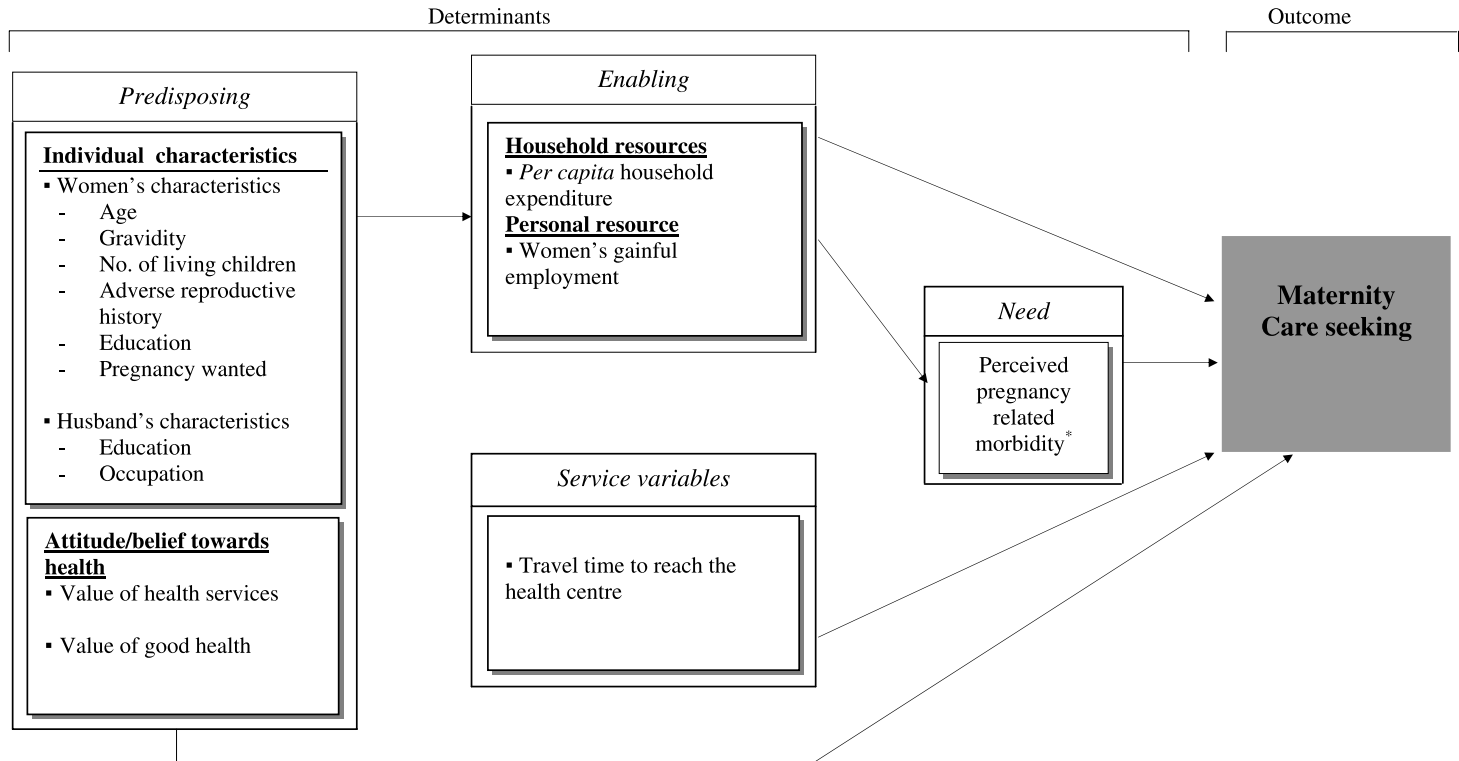 Determinants
Outcome
Predisposing
Individual characteristics
▪ Women’s characteristics
- Age
- Gravidity
- No. of living children
- Adverse reproductive
history
- Education
- Pregnancy wanted
▪ Husband’s characteristics
- Education
- Occupation
Attitude/belief towards
health
▪ Value of health services
▪ Value of good health
Enabling
Household resources
▪ Per capita household
expenditure
Personal resource
▪ Women’s gainful
employment
Service variables
▪ Travel time to reach the
health centre
Need
Perceived
pregnancy
related
morbidity*
Maternity
Care seeking